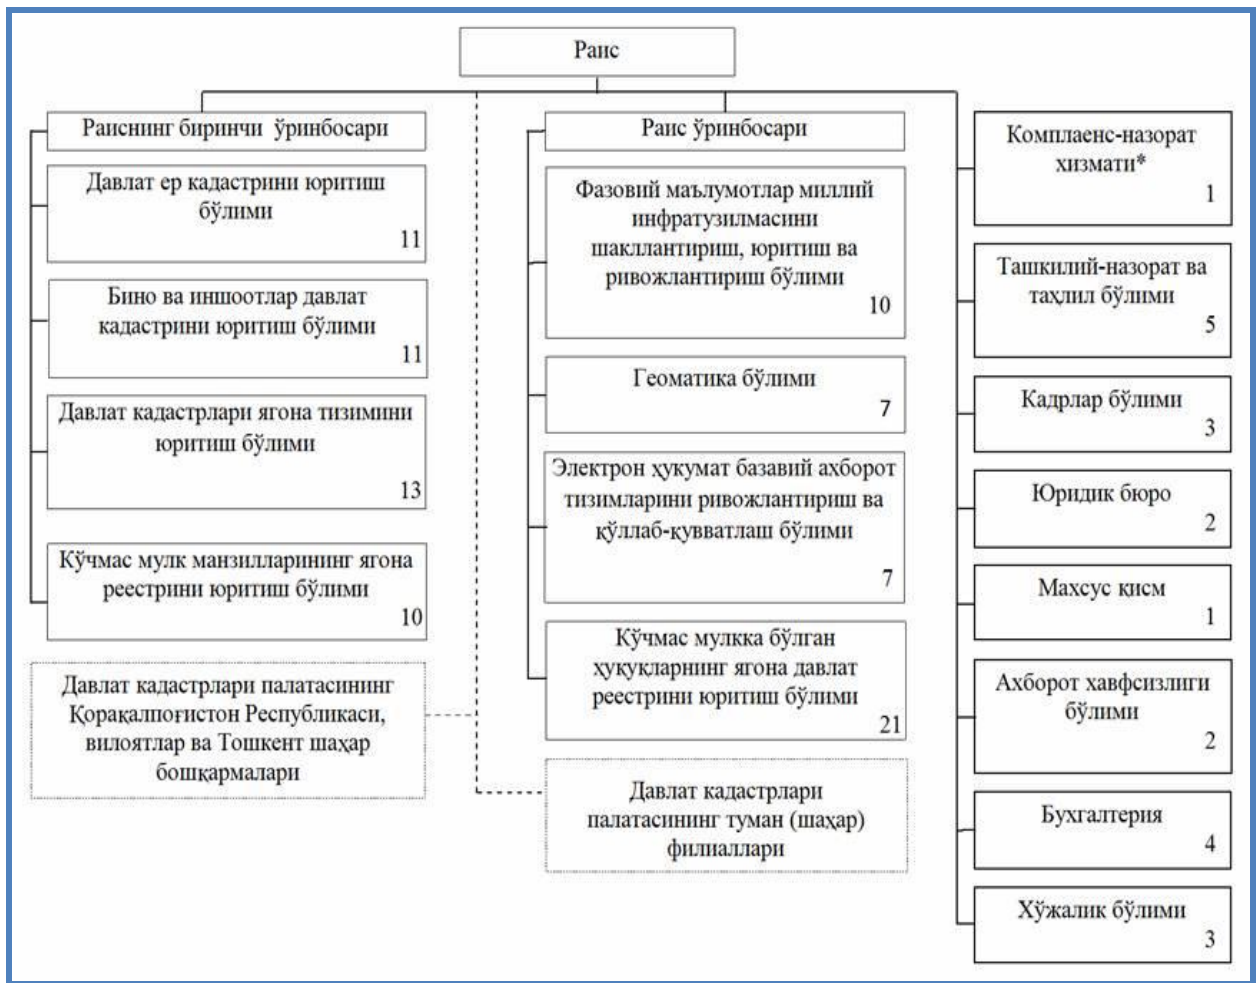 Раис
Раиснинг биринчи ўринбосари
Давлат ер кадастрини юритиш
бўлими
11
Бино ва иншоотлар давлат
кадастрини юритиш бўлими
11
Давлат кадастрлари ягона тизимини
юритиш бўлими
13
Кўчмас мулк манзилларининг ягона
реестрини юритиш бўлими
10
Давлат кадастрлари палатасининг
Қорақалпоғистон Республикаси,
вилоятлар ва Тошкент шаҳар
бошқармалари
Раис ўринбосари
Фазовий маълумотлар миллий
инфратузилмасини
шакллантириш, юритиш ва
ривожлантириш бўлими
10
Геоматика бўлими
7
Электрон ҳукумат базавий ахборот
тизимларини ривожлантириш ва
қўллаб-қувватлаш бўлими
7
Кўчмас мулкка бўлган
ҳуқуқларнинг ягона давлат
реестрини юритиш бўлими
21
Давлат кадастрлари
палатасининг туман (шаҳар)
филиаллари
Комплаенс-назорат
хизмати*
1
Ташкилий-назорат ва
таҳлил бўлими
5
Кадрлар бўлими
3
Юридик бюро
2
Махсус қисм
1
Ахборот хавфсизлиги
бўлими
2
Бухгалтерия
4
Хўжалик бўлими
3